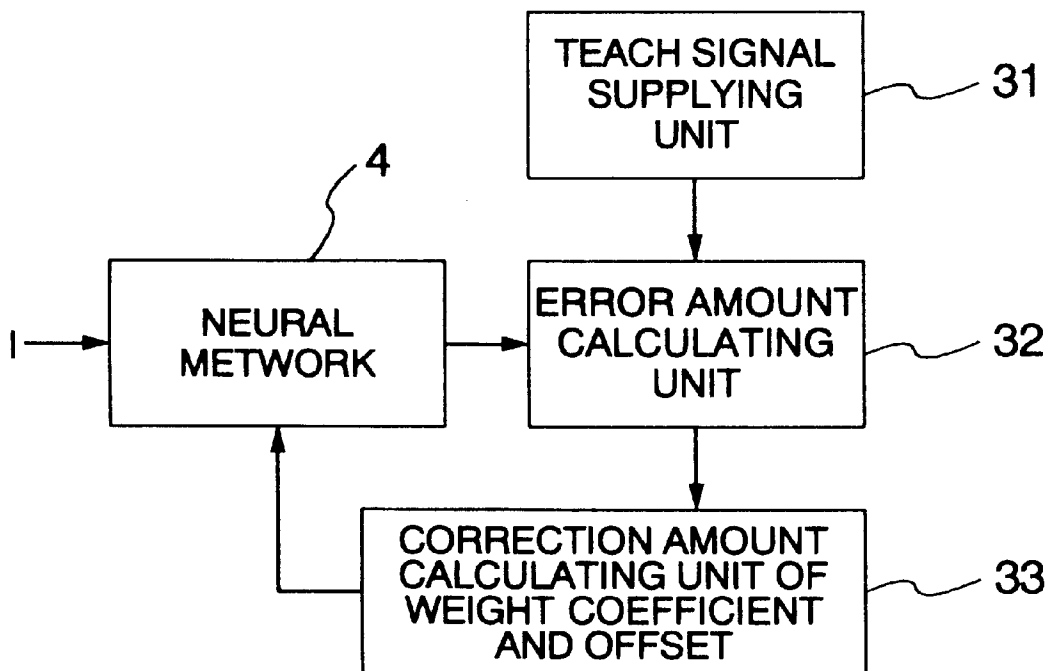 TEACH SIGNAL
SUPPLYING
UNIT
31
4
I
NEURAL
METWORK
ERROR AMOUNT
CALCULATING
UNIT
32
CORRECTION AMOUNT
CALCULATING UNIT OF
WEIGHT COEFFICIENT
AND OFFSET
33